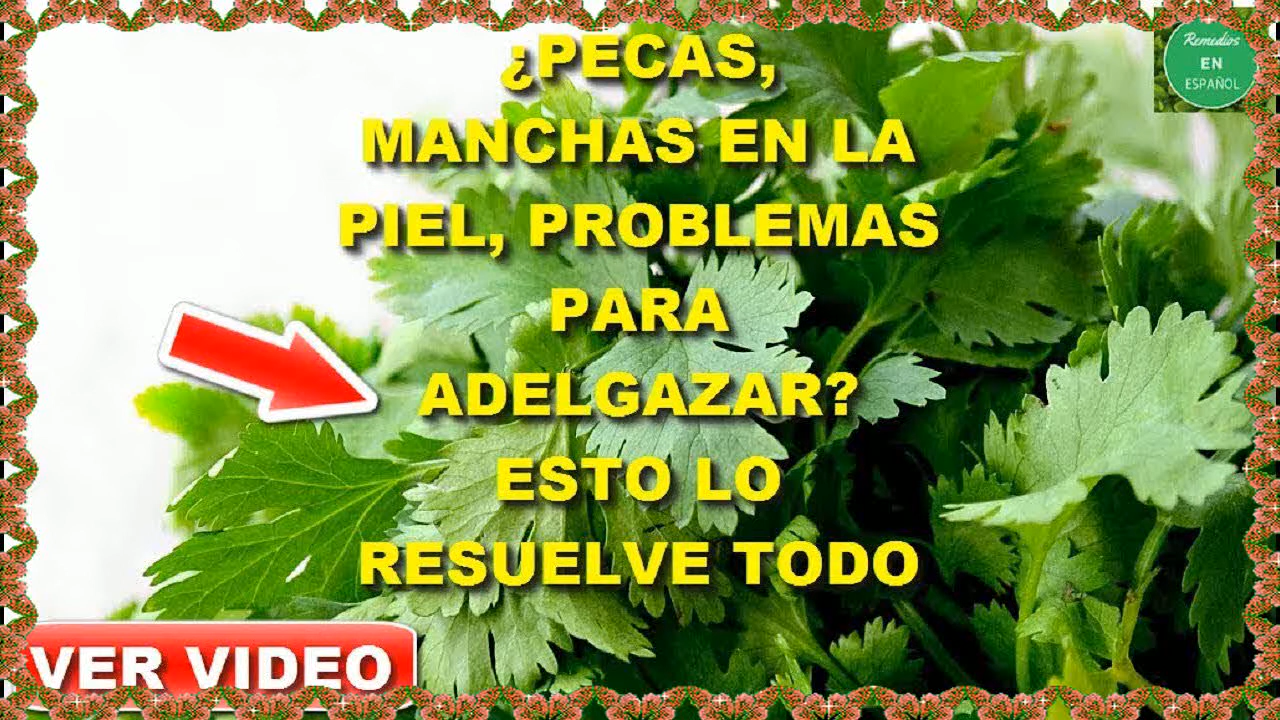 ¿PECAS,
MANCHAS EN LA
PIEL, PROBLEMAS
PARA
ADELGAZAR?
ESTO LO
RESUELVE TODO
Remedios
EN
ESPAÑOL
VER VIDEO